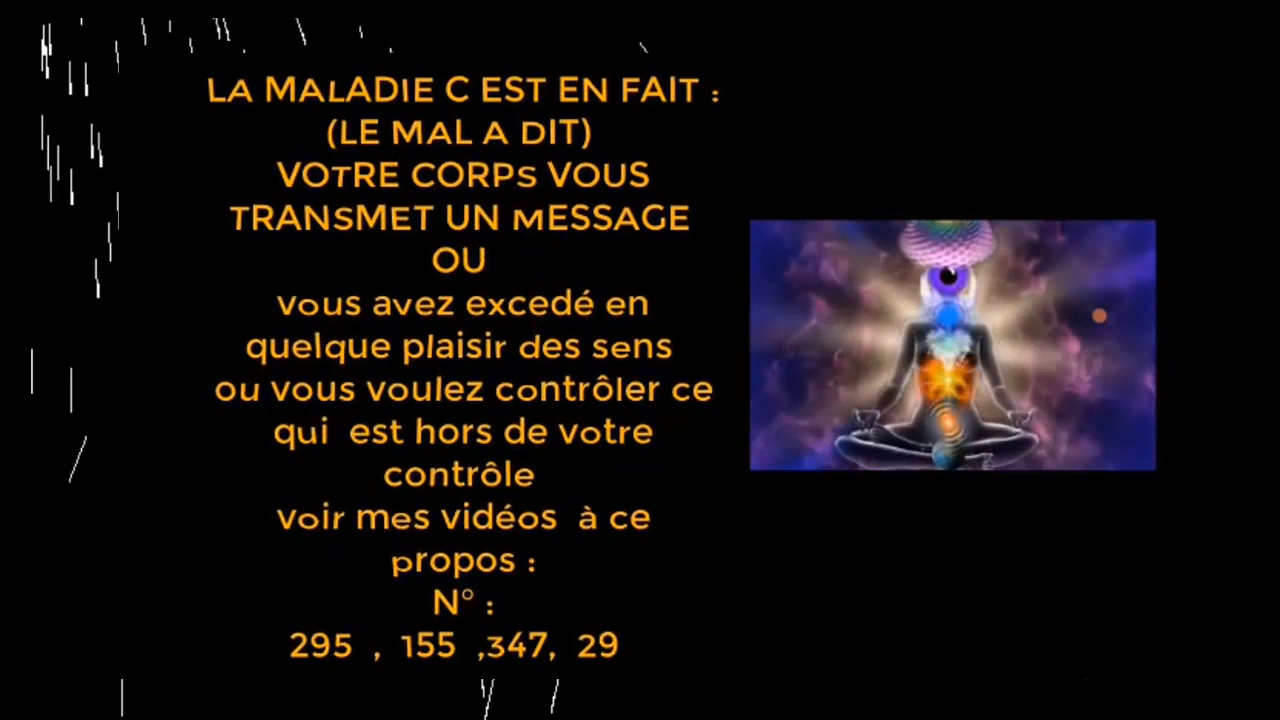 LA MALADIE C EST EN FAIT :
(LE MAL A DIT)
VOTRE CORPS VOUS
TRANSMET UN MESSAGE
OU
vous avez excedé en
quelque plaisir des sens
ou vous voulez contrôler ce
qui est hors de votre
contrôle
voir mes vidéos à ce
propos :
N° :
295 , 155 ,347, 29